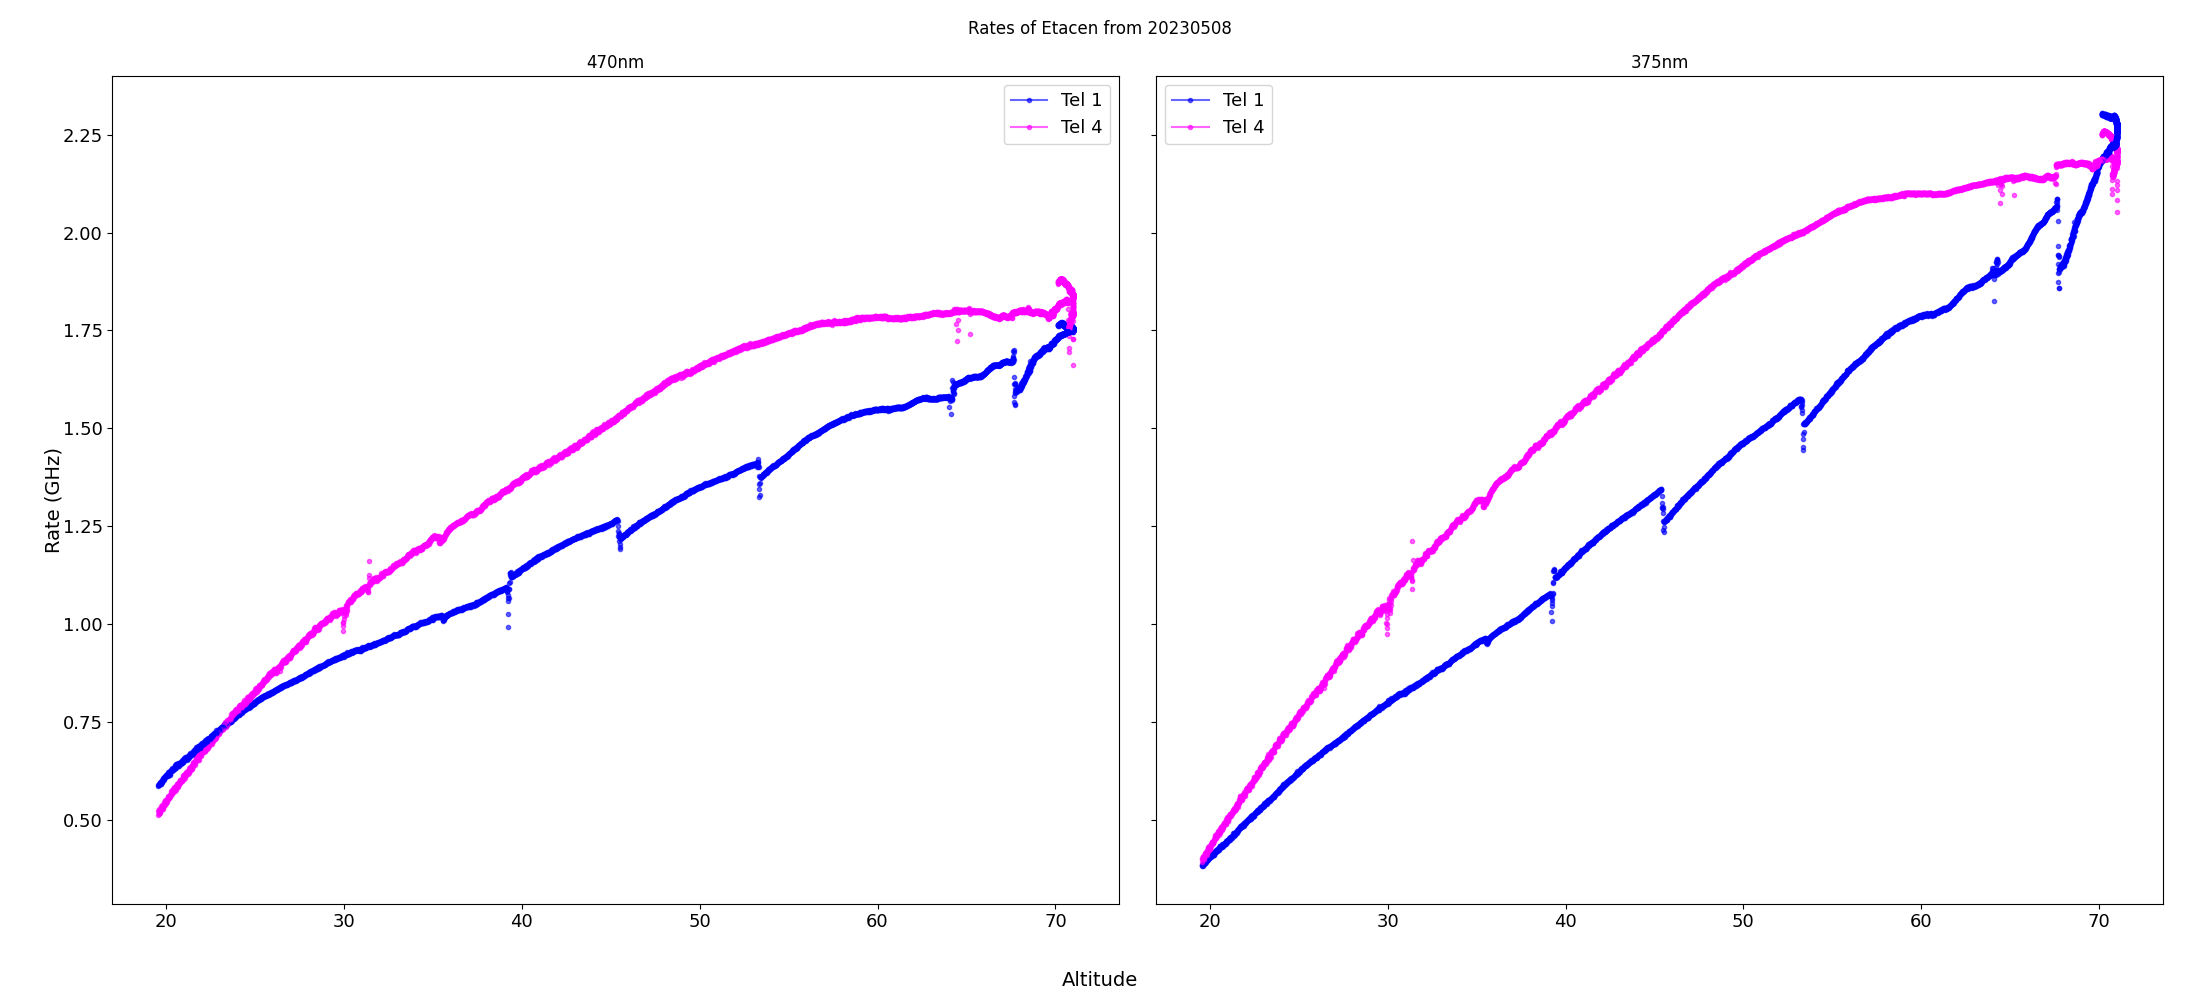 Rates of Etacen from 20230508
470nm
375nm
Tel 1
Tel 4
Tel 1
Tel 4
Rate (GHz)
2.25
2.00
1.75
1.50
1.25
1.00
0.75
0.50
20 30 40 50 60 70
20 30 40 50 60 70
Altitude